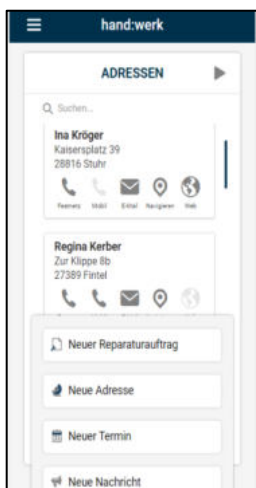 hand:werk
ADRESSEN
Suchen...
Ina Kröger
Kaisersplatz 39
28816 Stuhr
Festnetz Mobil E-Mail Navigieren Web
Regina Kerber
Zur Klippe 8b
27389 Fintel
Neuer Reparaturauftrag
Neue Adresse
Neuer Termin
Neue Nachricht